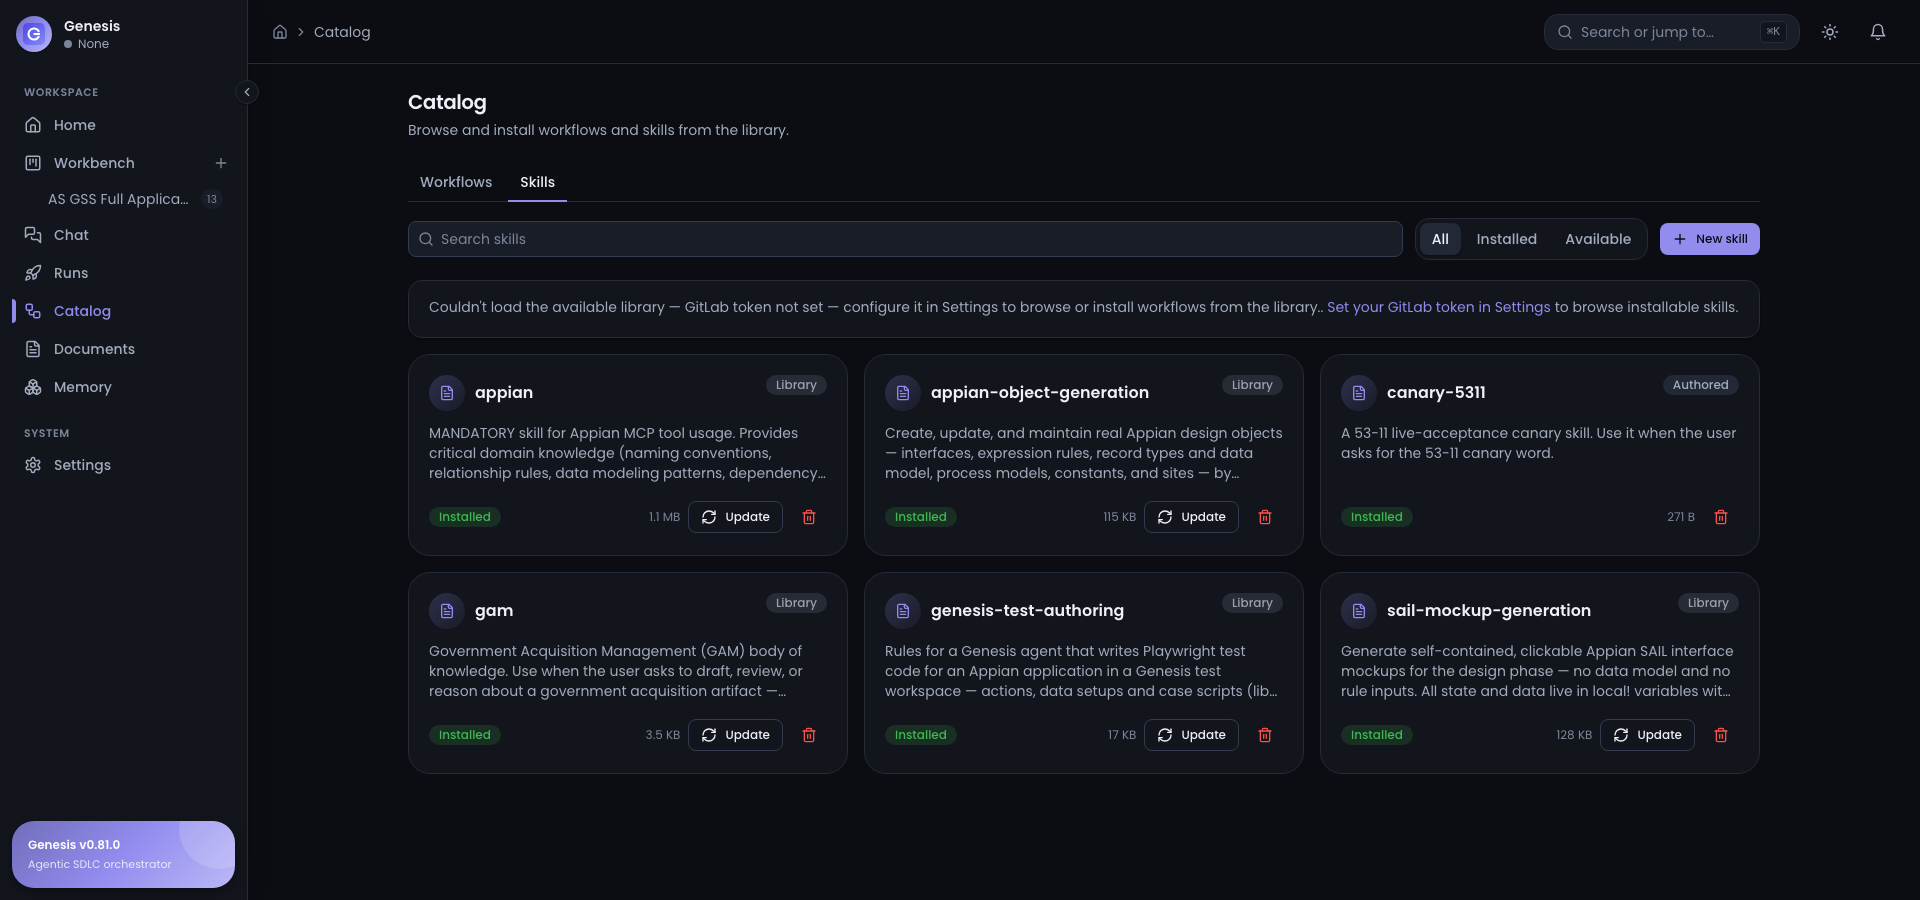 Genesis
None
WORKSPACE
Home
Workbench
AS GSS Full Applica...
13
Chat
Runs
Catalog
Documents
Memory
SYSTEM
Settings
Genesis v0.81.0
Agentic SDLC orchestrator
Catalog
Search or jump to...
⌘K
Catalog
Browse and install workflows and skills from the library.
Workflows
Skills
Search skills
All
Installed
Available
New skill
Couldn't load the available library — GitLab token not set — configure it in Settings to browse or install workflows from the library.. Set your GitLab token in Settings to browse installable skills.
appian
Library
MANDATORY skill for Appian MCP tool usage. Provides
critical domain knowledge (naming conventions,
relationship rules, data modeling patterns, dependency...
Installed
1.1 MB
Update
appian-object-generation
Library
Create, update, and maintain real Appian design objects
— interfaces, expression rules, record types and data
model, process models, constants, and sites — by...
Installed
115 KB
Update
canary-5311
Authored
A 53-11 live-acceptance canary skill. Use it when the user
asks for the 53-11 canary word.
Installed
271 B
gam
Library
Government Acquisition Management (GAM) body of
knowledge. Use when the user asks to draft, review, or
reason about a government acquisition artifact —...
Installed
3.5 KB
Update
genesis-test-authoring
Library
Rules for a Genesis agent that writes Playwright test
code for an Appian application in a Genesis test
workspace — actions, data setups and case scripts (lib...
Installed
17 KB
Update
sail-mockup-generation
Library
Generate self-contained, clickable Appian SAIL interface
mockups for the design phase — no data model and no
rule inputs. All state and data live in local! variables wit...
Installed
128 KB
Update